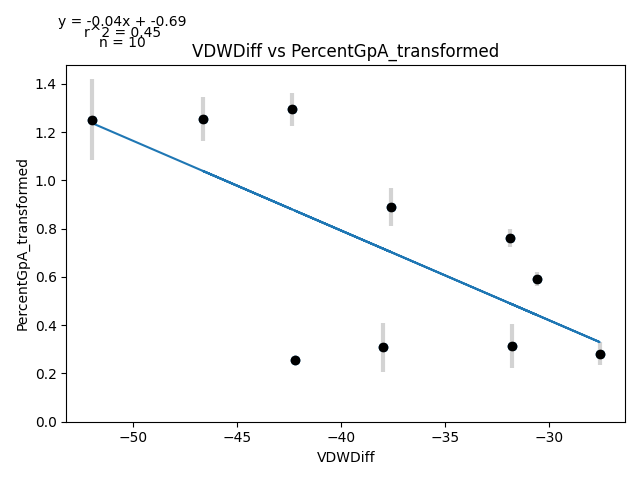 y = -0.04x + -0.69
r^2 = 0.45
n = 10
VDWDiff vs PercentGpA_transformed
1.4
1.2
1.0
0.8
0.6
0.4
0.2
0.0
PercentGpA_transformed
−50 −45 −40 −35 −30
VDWDiff